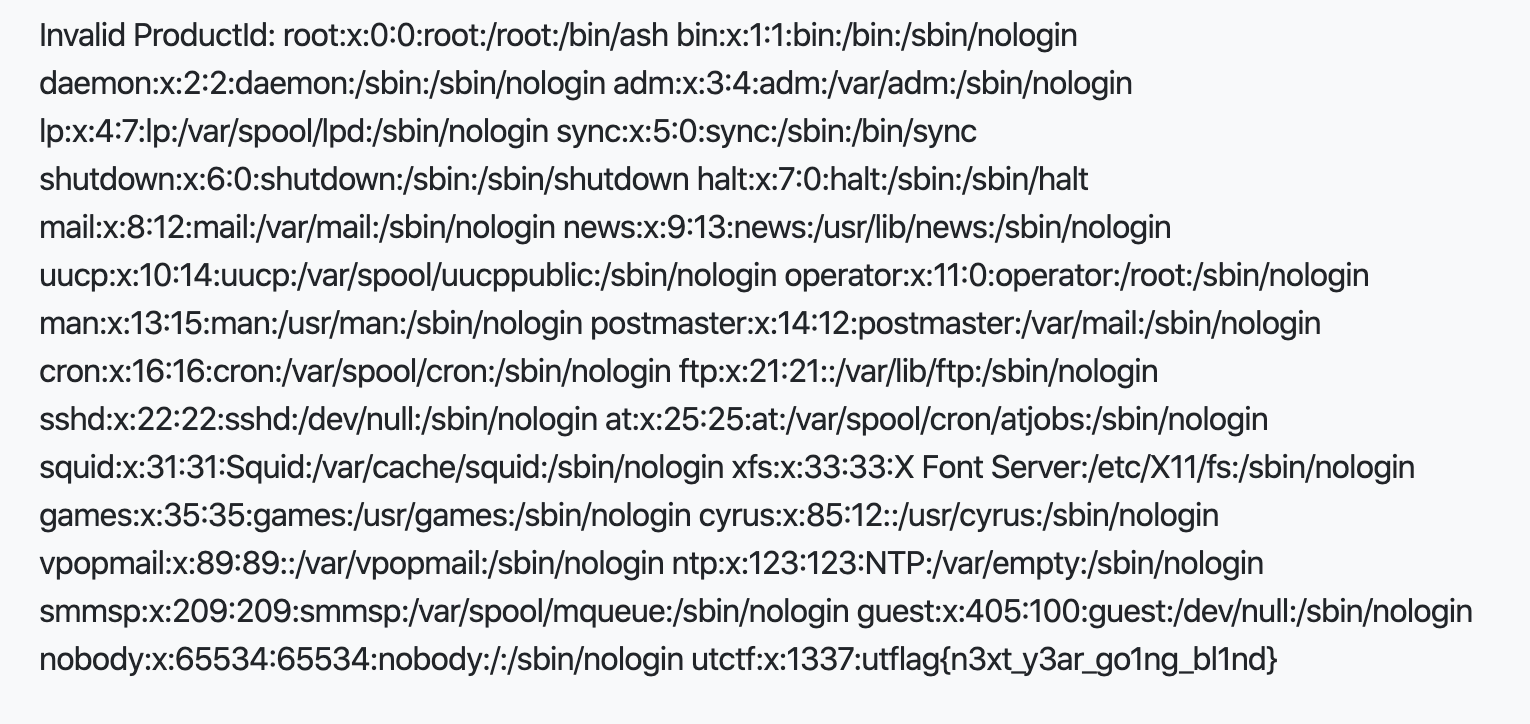 Invalid ProductId: root:x:0:0:root:/root:/bin/ash bin:x:1:1:bin:/bin:/sbin/nologin
daemon:x:2:2:daemon:/sbin:/sbin/nologin adm:x:3:4:adm:/var/adm:/sbin/nologin
lp:x:4:7:lp:/var/spool/lpd:/sbin/nologin sync:x:5:0:sync:/sbin:/bin/sync
shutdown:x:6:0:shutdown:/sbin:/sbin/shutdown halt:x:7:0:halt:/sbin:/sbin/halt
mail:x:8:12:mail:/var/mail:/sbin/nologin news:x:9:13:news:/usr/lib/news:/sbin/nologin
uucp:x:10:14:uucp:/var/spool/uucppublic:/sbin/nologin operator:x:11:0:operator:/root:/sbin/nologin
man:x:13:15:man:/usr/man:/sbin/nologin postmaster:x:14:12:postmaster:/var/mail:/sbin/nologin
cron:x:16:16:cron:/var/spool/cron:/sbin/nologin ftp:x:21:21::/var/lib/ftp:/sbin/nologin
sshd:x:22:22:sshd:/dev/null:/sbin/nologin at:x:25:25:at:/var/spool/cron/atjobs:/sbin/nologin
squid:x:31:31:Squid:/var/cache/squid:/sbin/nologin xfs:x:33:33:X Font Server:/etc/X11/fs:/sbin/nologin
games:x:35:35:games:/usr/games:/sbin/nologin cyrus:x:85:12::/usr/cyrus:/sbin/nologin
vpopmail:x:89:89::/var/vpopmail:/sbin/nologin ntp:x:123:123:NTP:/var/empty:/sbin/nologin
smmsp:x:209:209:smmsp:/var/spool/mqueue:/sbin/nologin guest:x:405:100:guest:/dev/null:/sbin/nologin
nobody:x:65534:65534:nobody:/:/sbin/nologin utctf:x:1337:utflag{n3xt_y3ar_go1ng_bl1nd}